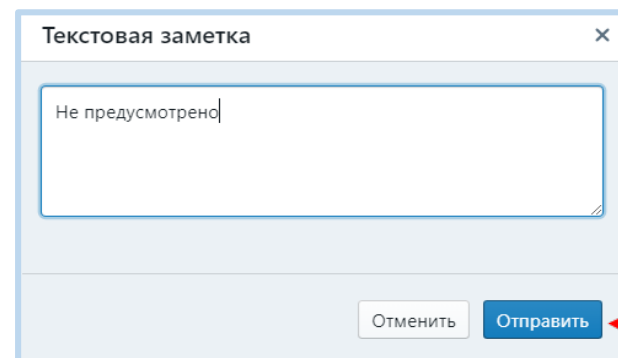 Текстовая заметка
Не предусмотрено
Отменить Отправить